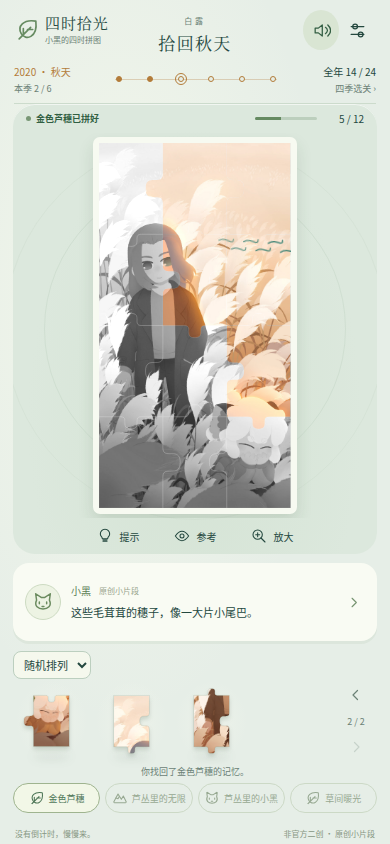 四时拾光
小黑的四时拼图
白露
拾回秋天
2020 · 秋天
本季 2 / 6
全年 14 / 24
四季选关 ›
金色芦穗已拼好
5 / 12
提示
参考
放大
小黑 原创小片段
这些毛茸茸的穗子，像一大片小尾巴。
随机排列
2 / 2
你找回了金色芦穗的记忆。
金色芦穗
芦丛里的无限
芦丛里的小黑
草间暖光
没有倒计时，慢慢来。
非官方二创 · 原创小片段